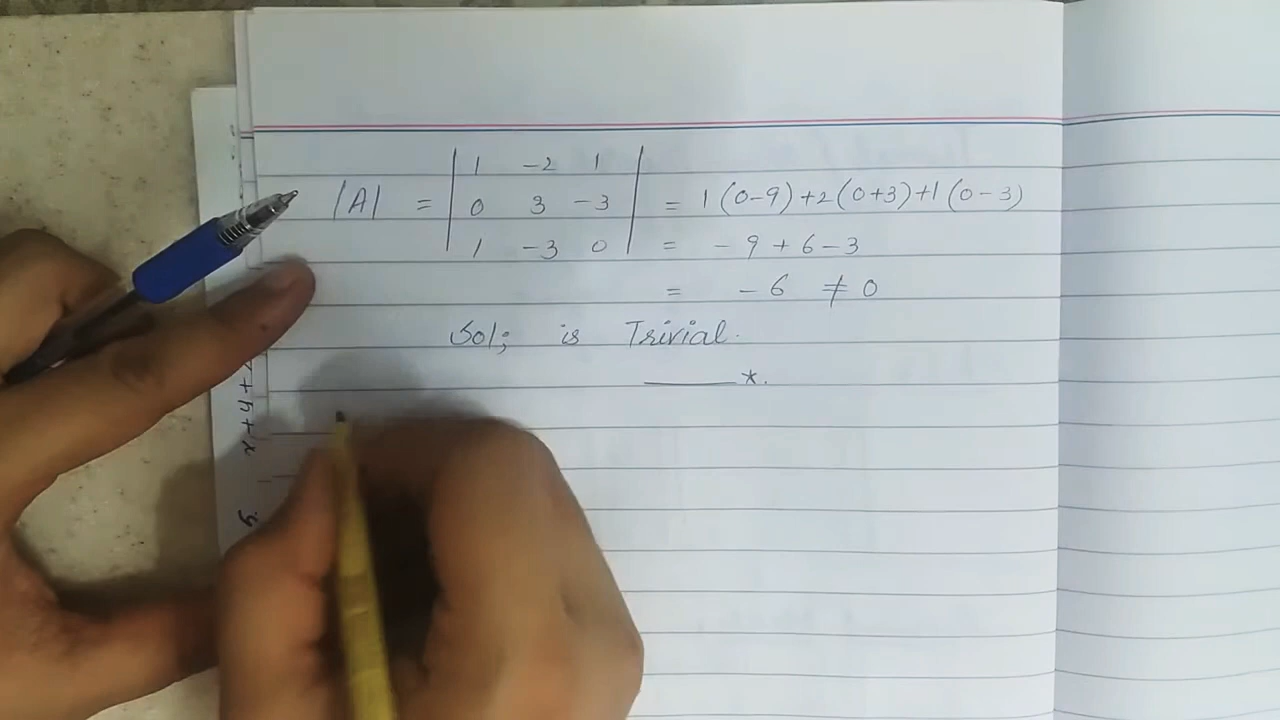 |A| = | 1 -2 1 | = 1(0-9)+2(0+3)+1(0-3)
| 0 3 -3 |
| 1 -3 0 | = -9+6-3
= -6 ≠ 0
Sol; is Trivial.
*.